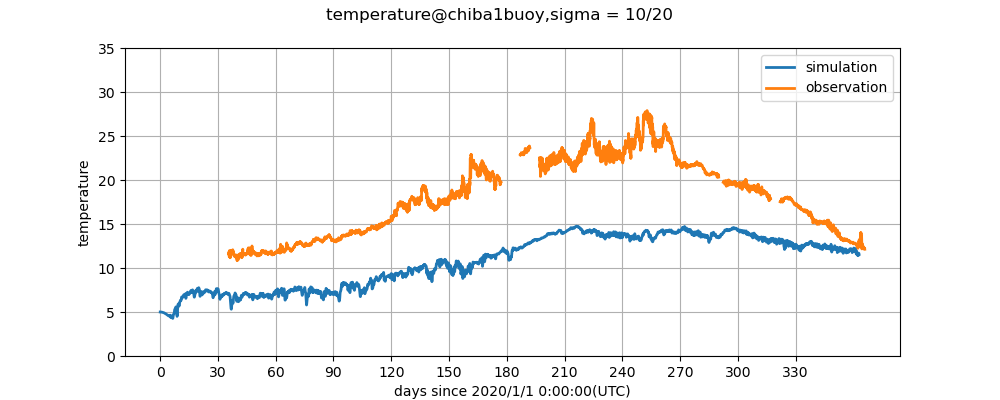 temperature@chiba1buoy,sigma = 10/20
simulation
observation
temperature
35
30
25
20
15
10
5
0
0 30 60 90 120 150 180 210 240 270 300 330
days since 2020/1/1 0:00:00(UTC)